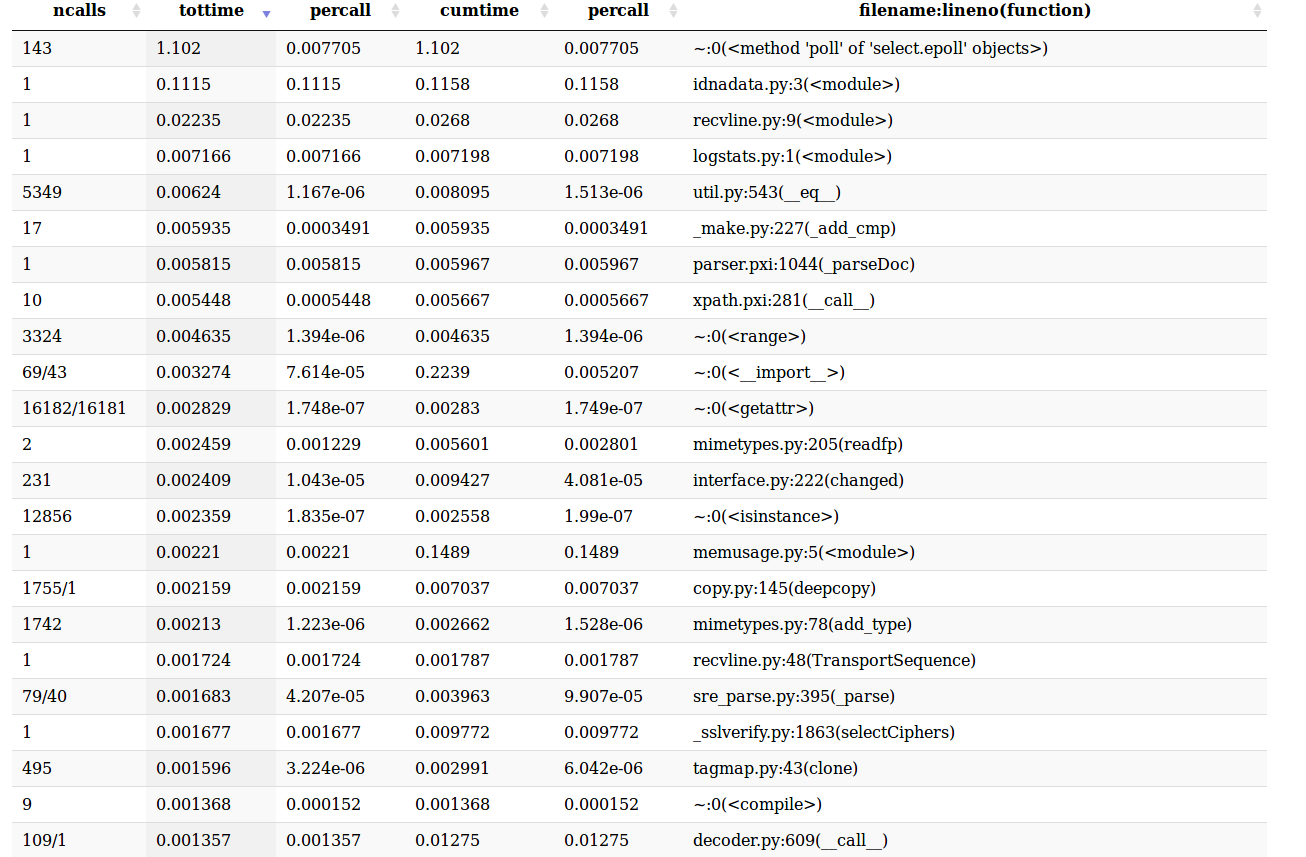 ncalls tottime percall cumtime percall filename:lineno(function)
143 1.102 0.007705 1.102 0.007705 ~:0(<method 'poll' of 'select.epoll' objects>)
1 0.1115 0.1115 0.1158 0.1158 idnadata.py:3(<module>)
1 0.02235 0.02235 0.0268 0.0268 recvline.py:9(<module>)
1 0.007166 0.007166 0.007198 0.007198 logstats.py:1(<module>)
5349 0.00624 1.167e-06 0.008095 1.513e-06 util.py:543(__eq__)
17 0.005935 0.0003491 0.005935 0.0003491 _make.py:227(_add_cmp)
1 0.005815 0.005815 0.005967 0.005967 parser.pxi:1044(_parseDoc)
10 0.005448 0.0005448 0.005667 0.0005667 xpath.pxi:281(__call__)
3324 0.004635 1.394e-06 0.004635 1.394e-06 ~:0(<range>)
69/43 0.003274 7.614e-05 0.2239 0.005207 ~:0(<__import__>)
16182/16181 0.002829 1.748e-07 0.00283 1.749e-07 ~:0(<getattr>)
2 0.002459 0.001229 0.005601 0.002801 mimetypes.py:205(readfp)
231 0.002409 1.043e-05 0.009427 4.081e-05 interface.py:222(changed)
12856 0.002359 1.835e-07 0.002558 1.99e-07 ~:0(<isinstance>)
1 0.00221 0.00221 0.1489 0.1489 memusage.py:5(<module>)
1755/1 0.002159 0.002159 0.007037 0.007037 copy.py:145(deepcopy)
1742 0.00213 1.223e-06 0.002662 1.528e-06 mimetypes.py:78(add_type)
1 0.001724 0.001724 0.001787 0.001787 recvline.py:48(TransportSequence)
79/40 0.001683 4.207e-05 0.003963 9.907e-05 sre_parse.py:395(_parse)
1 0.001677 0.001677 0.009772 0.009772 _sslverify.py:1863(selectCiphers)
495 0.001596 3.224e-06 0.002991 6.042e-06 tagmap.py:43(clone)
9 0.001368 0.000152 0.001368 0.000152 ~:0(<compile>)
109/1 0.001357 0.001357 0.01275 0.01275 decoder.py:609(__call__)